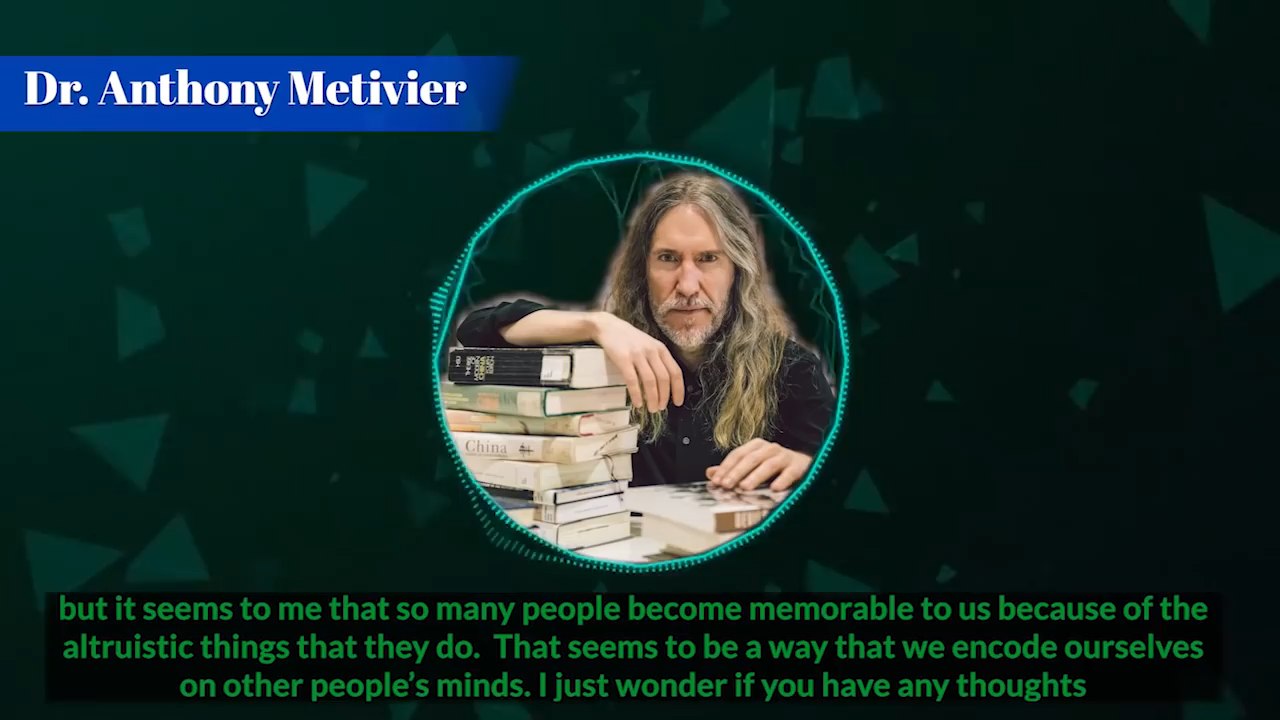 Dr. Anthony Metivier
China
but it seems to me that so many people become memorable to us because of the
altruistic things that they do.  That seems to be a way that we encode ourselves
on other people’s minds. I just wonder if you have any thoughts